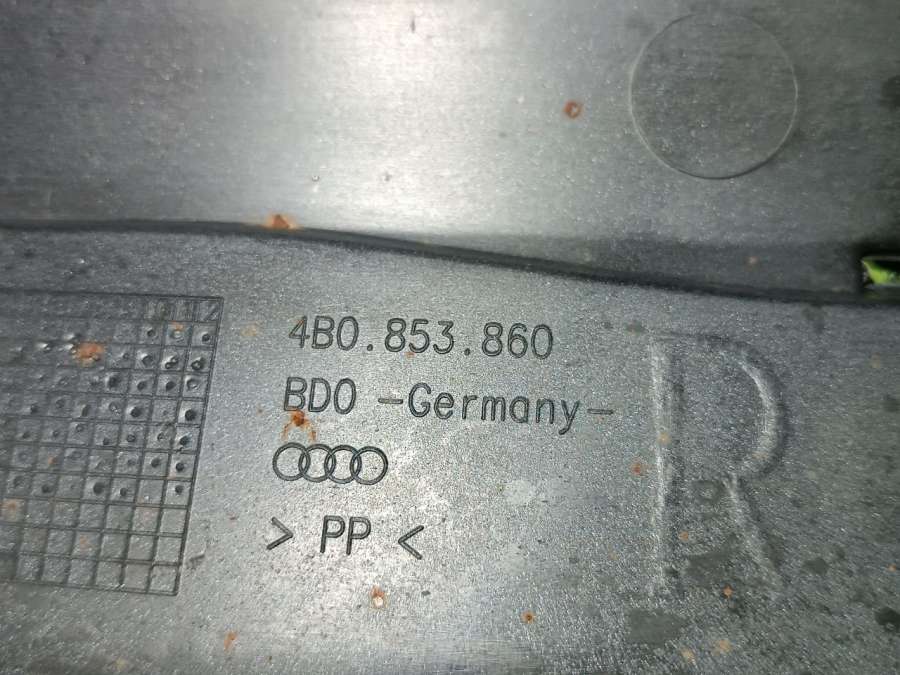 4B0.853.860
BDO -Germany-
> PP <
R